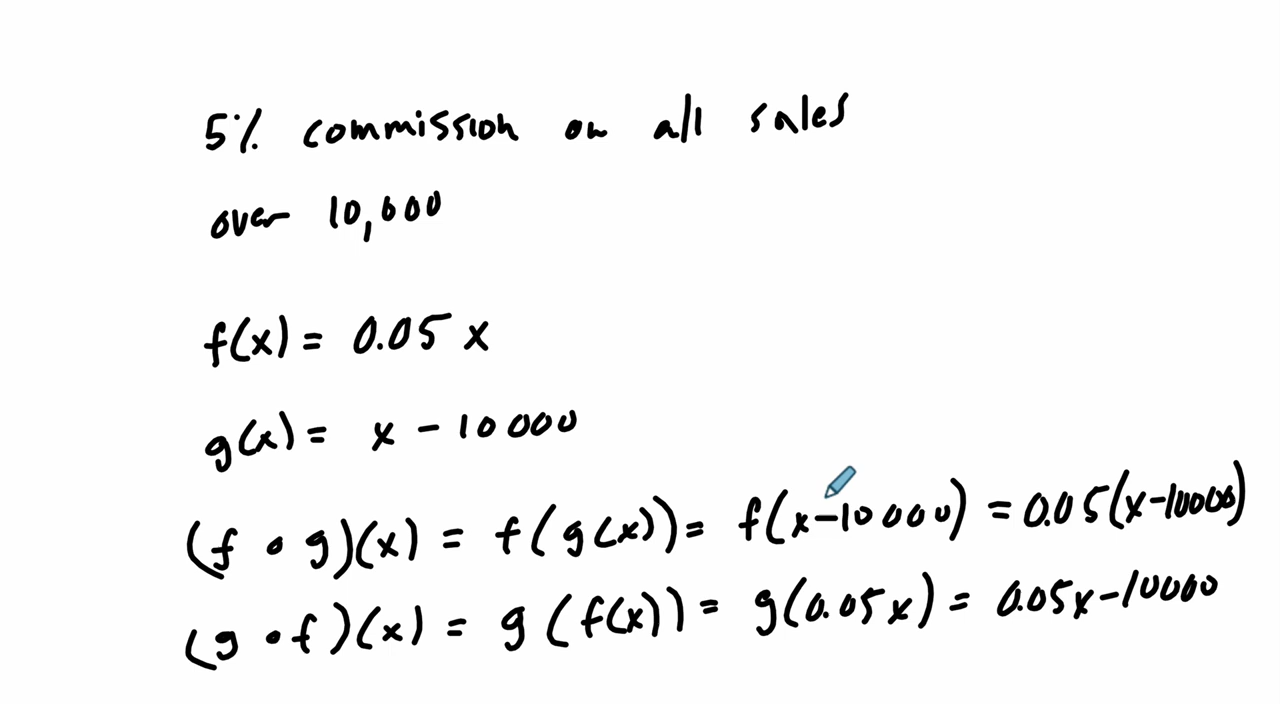 5% commission on all sales
over 10,000
f(x) = 0.05 x
g(x) = x - 10000
(f ∘ g)(x) = f(g(x)) = f(x-10000) = 0.05(x-10000)
(g ∘ f)(x) = g(f(x)) = g(0.05x) = 0.05x-10000